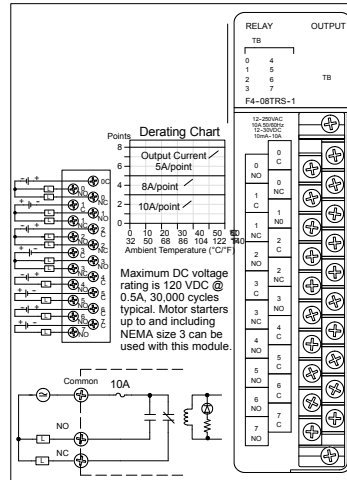 RELAY OUTPUT
TB
0 4
1 5
2 6
3 7
TB
F4-08TRS-1
12-250VAC
10A 50/60Hz
12-30VDC
10mA-10A
Derating Chart
Points
8
6
4
2
0
Output Current
5A/point
8A/point
10A/point
0 10 20 30 40 50 60
32 50 68 86 104 122 140
Ambient Temperature (°C/°F)
Maximum DC voltage
rating is 120 VDC @
0.5A, 30,000 cycles
typical. Motor starters
up to and including
NEMA size 3 can be
used with this module.
Common
10A
NO
L
NC
L
0
C
0
NO
0
NC
1
C
1
N0
1
NC
2
C
2
NO
2
NC
3
C
3
NO
3
NC
4
C
4
NO
5
C
5
NO
6
C
6
NO
7
C
7
NO